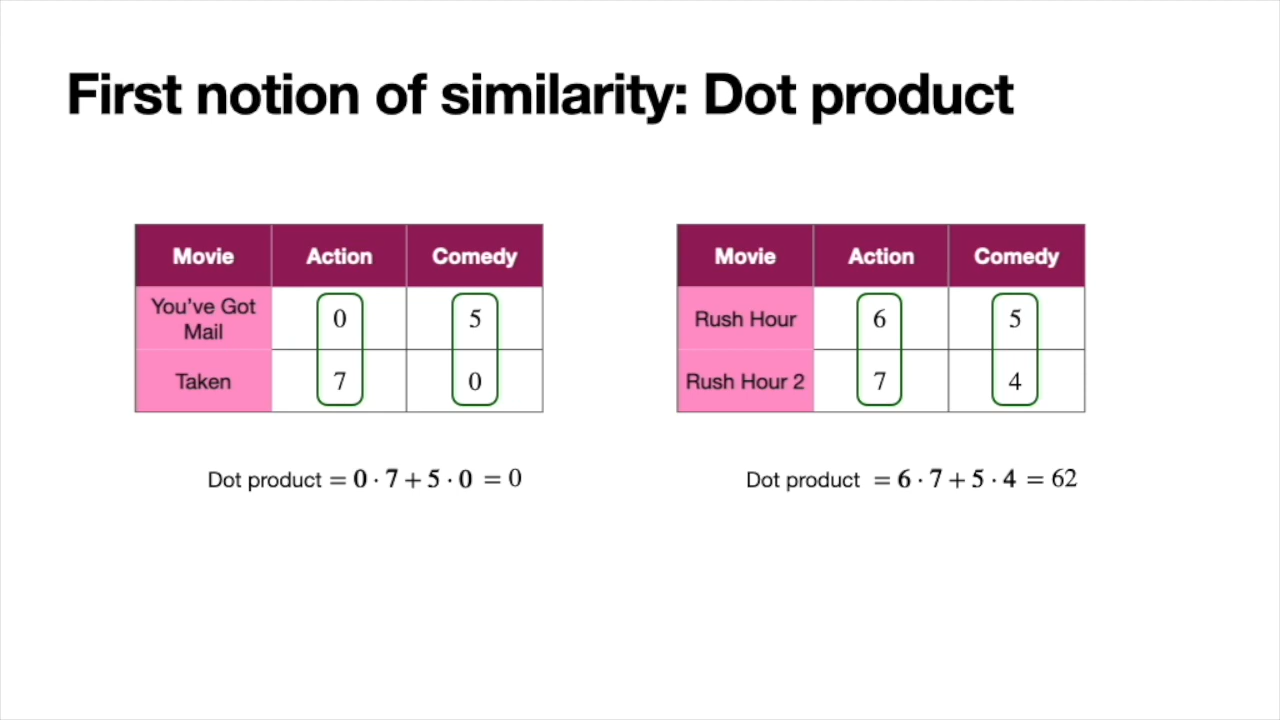 First notion of similarity: Dot product
Movie Action Comedy
You've Got
Mail
0 5
Taken 7 0
Dot product = 0 · 7 + 5 · 0 = 0
Movie Action Comedy
Rush Hour 6 5
Rush Hour 2 7 4
Dot product = 6 · 7 + 5 · 4 = 62